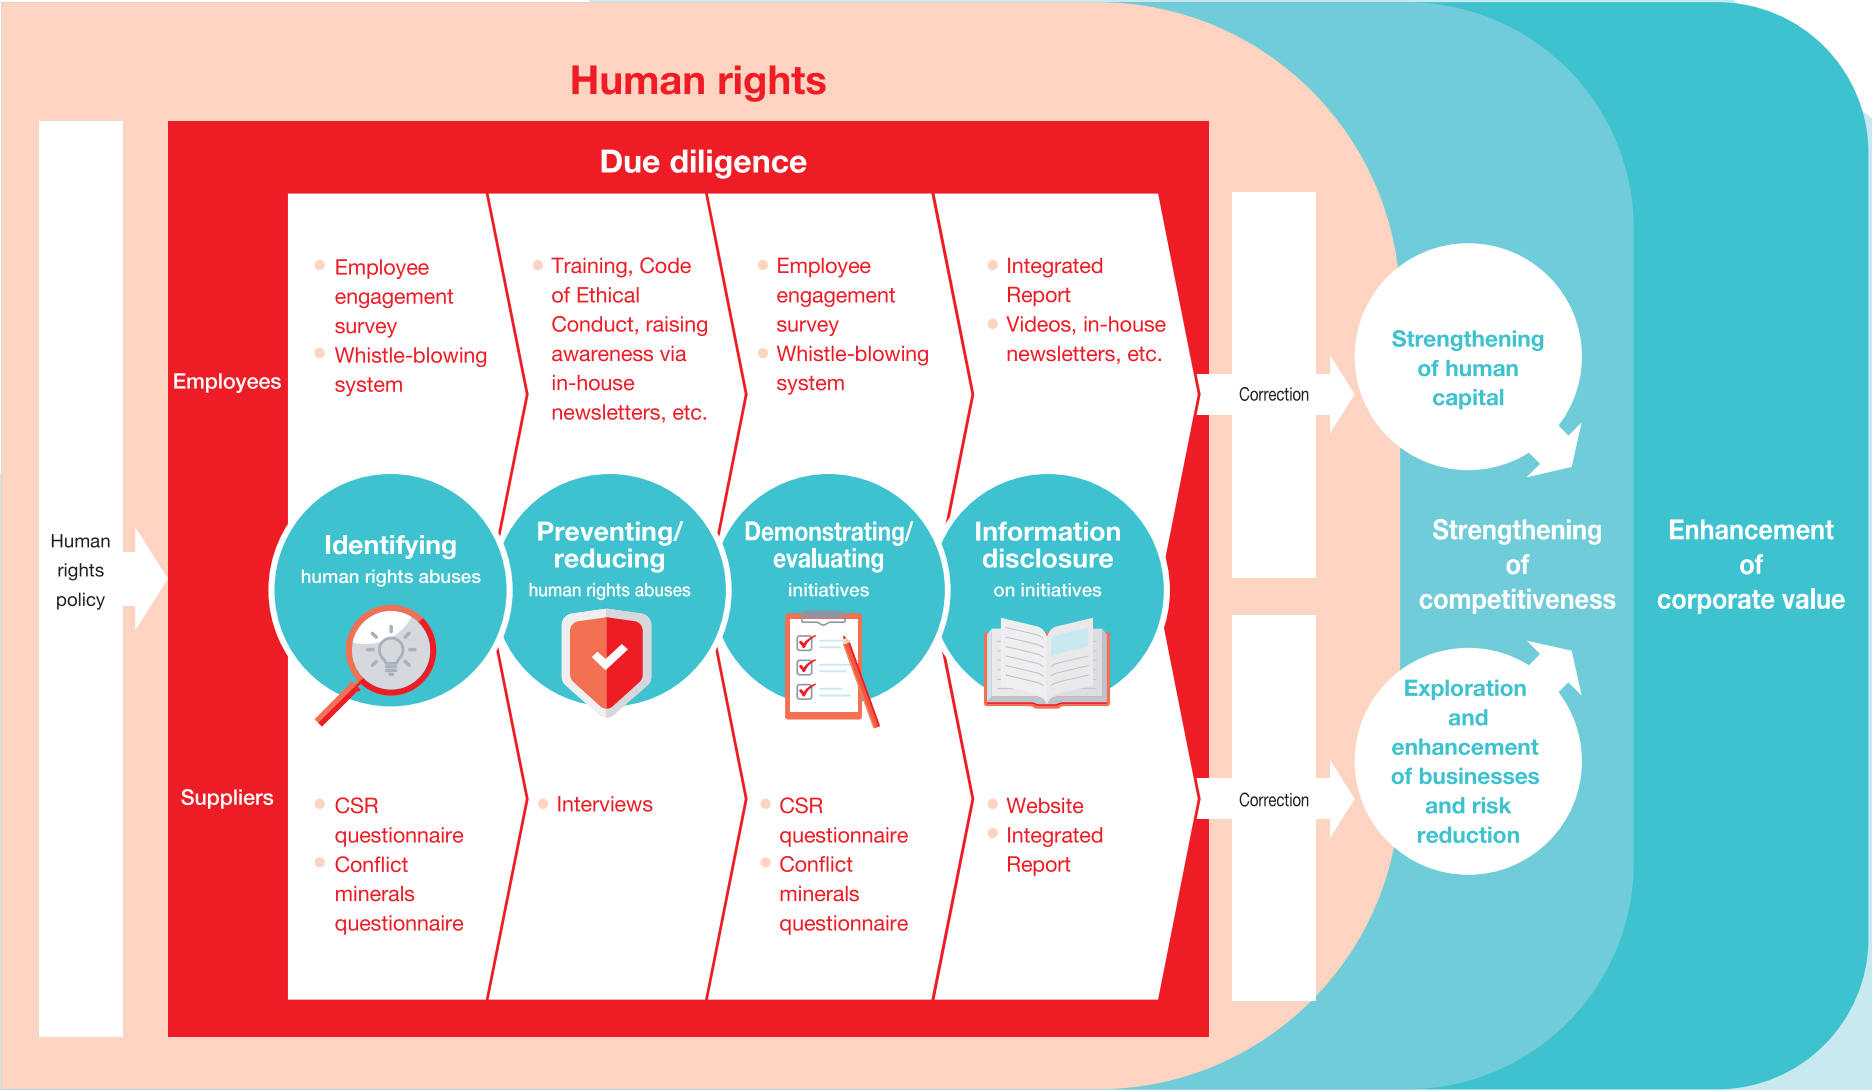 Human rights
Due diligence
Human
rights
policy
Employees
Employee
engagement
survey
Whistle-blowing
system
Training, Code
of Ethical
Conduct, raising
awareness via
in-house
newsletters, etc.
Employee
engagement
survey
Whistle-blowing
system
Integrated
Report
Videos, in-house
newsletters, etc.
Identifying
human rights abuses
Preventing/
reducing
human rights abuses
Demonstrating/
evaluating
initiatives
Information
disclosure
on initiatives
Suppliers
CSR
questionnaire
Conflict
minerals
questionnaire
Interviews
CSR
questionnaire
Conflict
minerals
questionnaire
Website
Integrated
Report
Correction
Correction
Strengthening
of human
capital
Strengthening
of
competitiveness
Exploration
and
enhancement
of businesses
and risk
reduction
Enhancement
of
corporate value